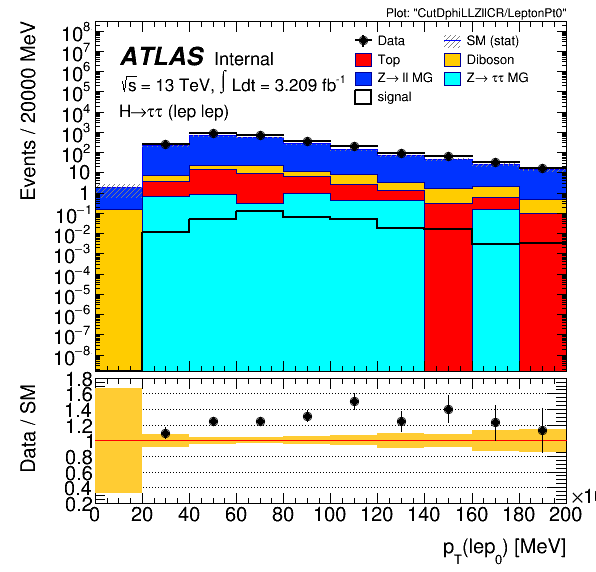 Plot: "CutDphiLLZllCR/LeptonPt0"
ATLAS Internal
√s = 13 TeV, ∫ Ldt = 3.209 fb⁻¹
H→ττ (lep lep)
Data
SM (stat)
Top
Diboson
Z→ ll MG
Z→ ττ MG
signal
Events / 20000 MeV
10⁸
10⁷
10⁶
10⁵
10⁴
10³
10²
10
1
10⁻¹
10⁻²
10⁻³
10⁻⁴
10⁻⁵
10⁻⁶
10⁻⁷
10⁻⁸
Data / SM
1.8
1.6
1.4
1.2
1
0.8
0.6
0.4
0.2
0 20 40 60 80 100 120 140 160 180 200
p_T(lep₀) [MeV]